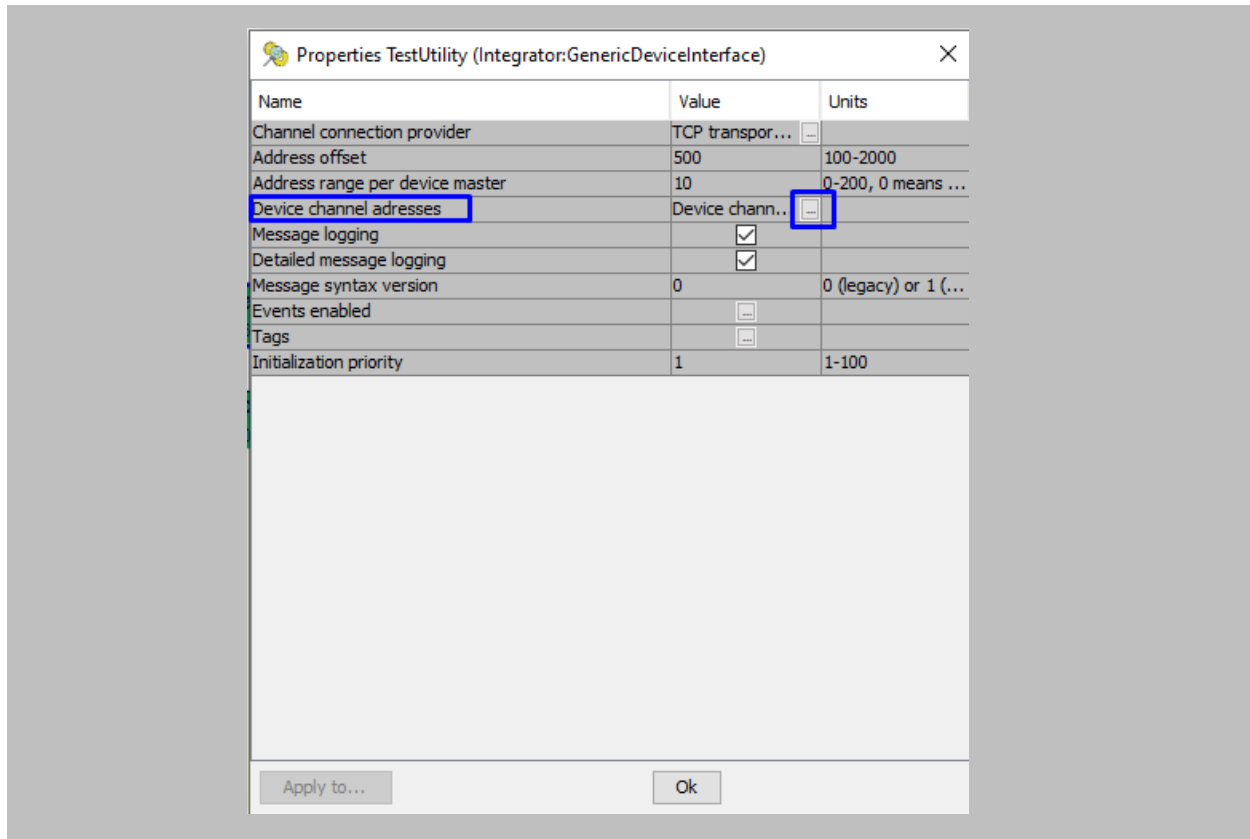 Properties TestUtility (Integrator:GenericDeviceInterface)
Name Value Units
Channel connection provider TCP transpor... ...
Address offset 500 100-2000
Address range per device master 10 0-200, 0 means ...
Device channel adresses Device chann.. ...
Message logging
Detailed message logging
Message syntax version 0 0 (legacy) or 1 (...
Events enabled ...
Tags ...
Initialization priority 1 1-100
Apply to... Ok